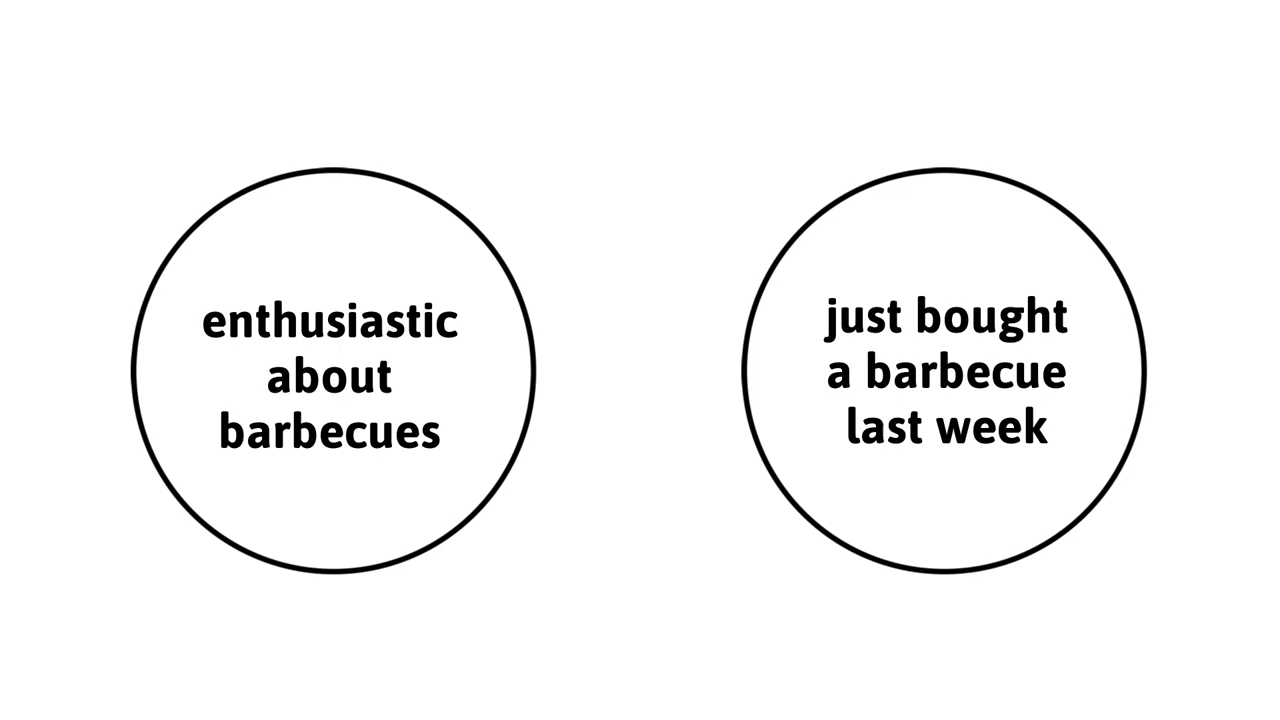 enthusiastic
about
barbecues
just bought
a barbecue
last week